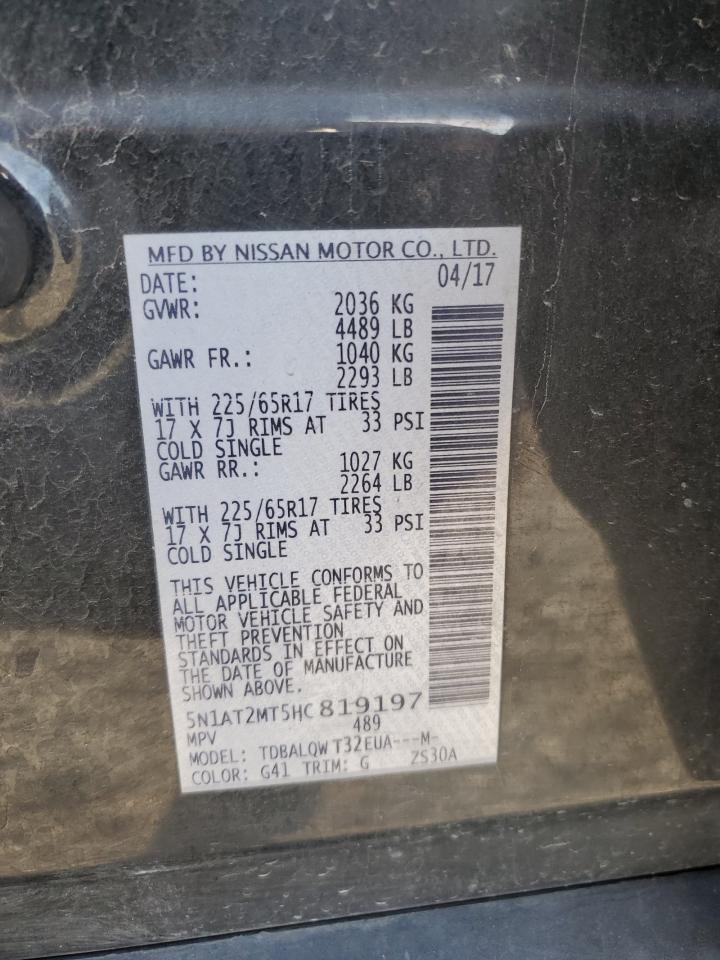 MFD BY NISSAN MOTOR CO., LTD.
DATE: 04/17
GVWR: 2036 KG
4489 LB
GAWR FR.: 1040 KG
2293 LB
WITH 225/65R17 TIRES
17 X 7J RIMS AT 33 PSI
COLD SINGLE
GAWR RR.: 1027 KG
2264 LB
WITH 225/65R17 TIRES
17 X 7J RIMS AT 33 PSI
COLD SINGLE
THIS VEHICLE CONFORMS TO
ALL APPLICABLE FEDERAL
MOTOR VEHICLE SAFETY AND
THEFT PREVENTION
STANDARDS IN EFFECT ON
THE DATE OF MANUFACTURE
SHOWN ABOVE.
5N1AT2MT5HC819197
MPV 489
MODEL: TDBALQW T32EUA---M-
COLOR: G41 TRIM: G ZS30A